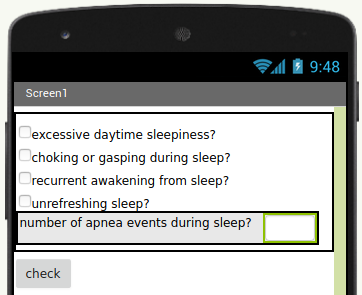 9:48
Screen1
excessive daytime sleepiness?
choking or gasping during sleep?
recurrent awakening from sleep?
unrefreshing sleep?
number of apnea events during sleep?
check